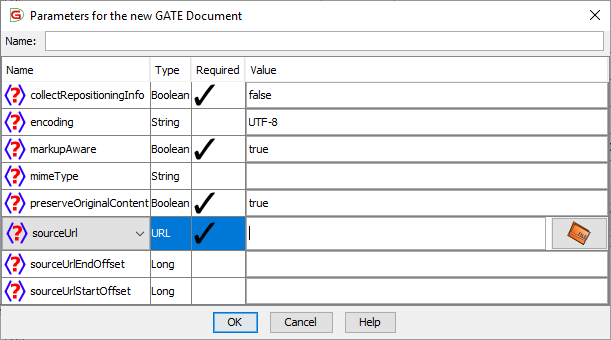 Parameters for the new GATE Document
Name:
Name Type Required Value
collectRepositioningInfo Boolean false
encoding String UTF-8
markupAware Boolean true
mimeType String
preserveOriginalContent Boolean true
sourceUrl URL
sourceUrlEndOffset Long
sourceUrlStartOffset Long
OK Cancel Help